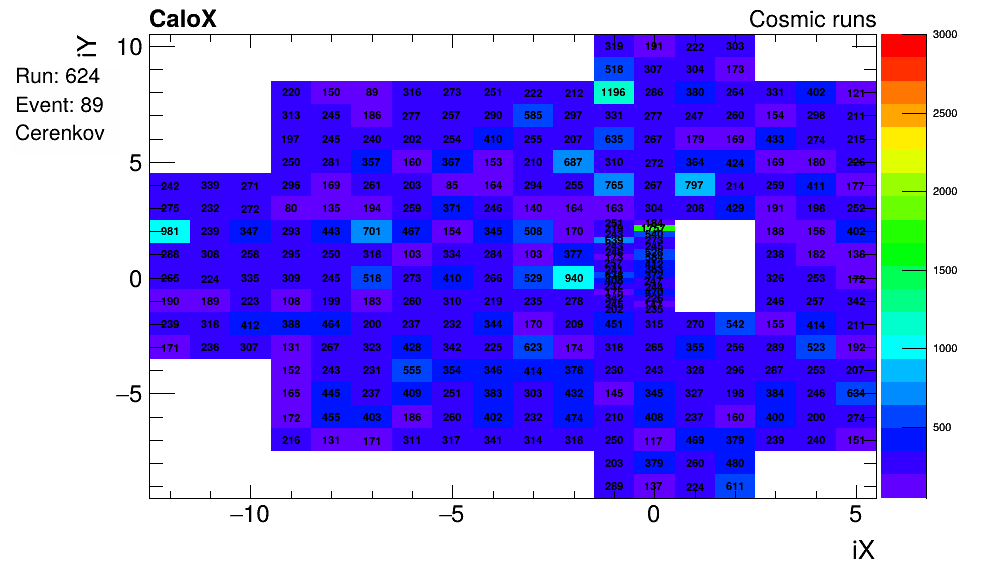 CaloX Cosmic runs
iY
Run: 624
Event: 89
Cerenkov
10 319 191 222 303 3000
518 307 304 173
220 150 89 316 273 251 222 212 1196 286 380 264 331 402 121
313 245 186 277 257 290 585 297 331 277 247 260 154 298 211 2500
197 245 240 202 254 410 255 207 635 267 179 169 433 274 215
5 250 281 357 160 367 153 210 687 310 272 364 424 169 180 226
242 339 271 296 169 261 203 85 164 294 255 765 267 797 214 259 411 177 2000
275 232 272 80 135 194 259 371 246 140 164 163 304 208 429 191 198 252
981 239 347 293 443 701 467 154 345 508 170 1757 188 156 402
268 308 258 295 250 318 103 334 284 103 377 238 182 136 1500
0 265 224 335 309 245 518 273 410 266 529 940 326 253 172
190 189 223 108 199 183 260 310 219 235 278 246 257 342
239 318 412 388 464 200 237 232 344 170 209 451 315 270 542 155 414 211
171 236 307 131 267 323 428 342 225 623 174 318 265 355 256 289 523 192 1000
152 243 231 555 354 346 414 378 230 243 328 296 287 253 207
−5 165 445 237 409 251 383 303 432 145 345 327 198 384 246 634
172 455 403 186 260 402 232 474 210 408 237 160 400 200 274 500
216 131 171 311 317 341 314 318 250 117 469 379 239 240 151
203 379 260 480
289 137 224 611
−10 −5 0 5
iX